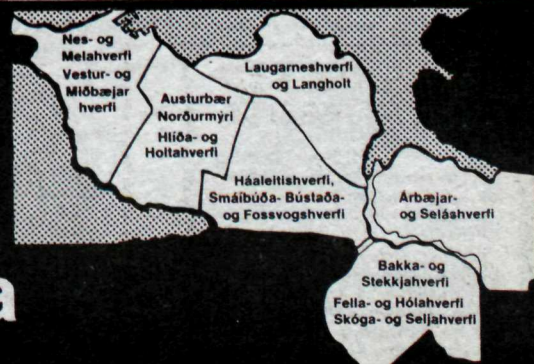 Nes- og
Melahverfi
Vestur- og
Miðbæjar
hverfi
Austurbær
Norðurmýri
Hlíða- og
Holtahverfi
Laugarneshverfi
og Langholt
Háaleitishverfi,
Smáíbúða- Bústaða-
og Fossvogshverfi
Árbæjar-
og Seláshverfi
Bakka- og
Stekkjahverfi
Fella- og Hólahverfi
Skóga- og Seljahverfi
a